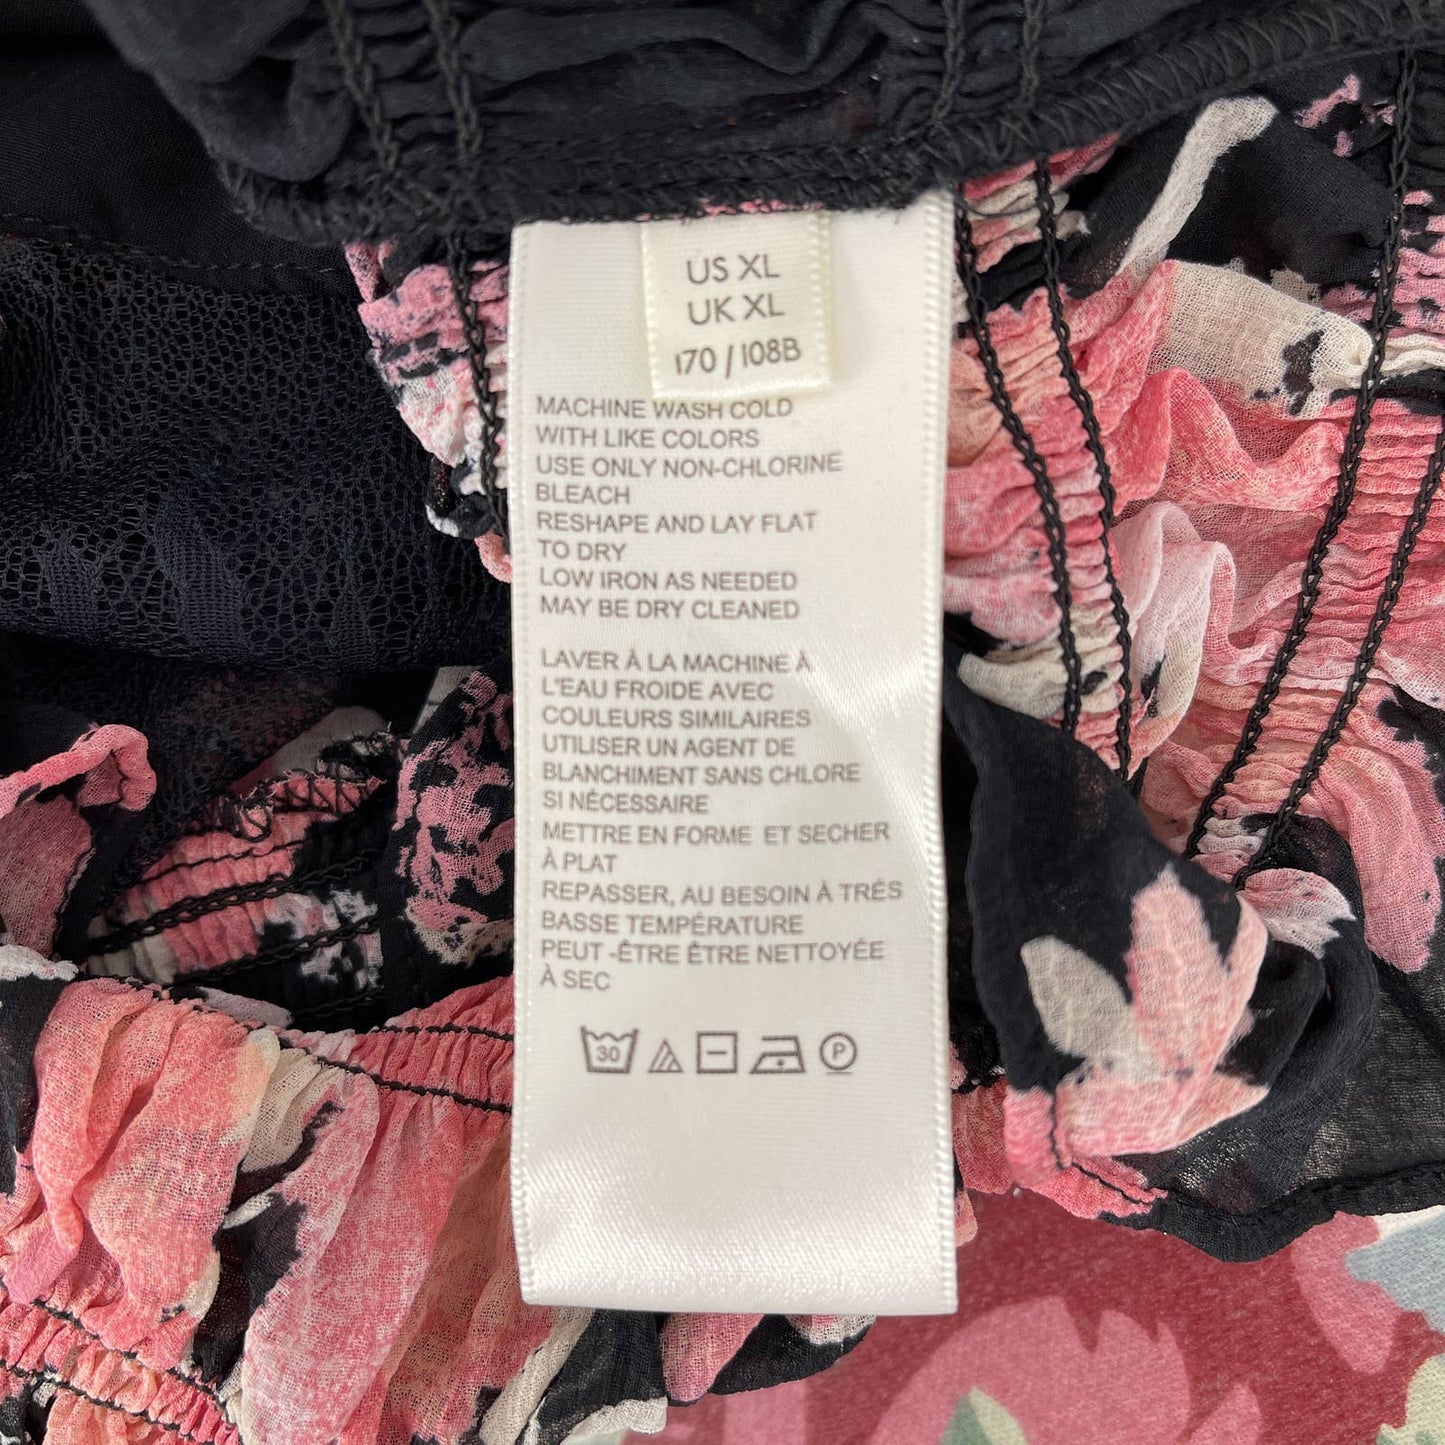 US XL
UK XL
170 / 108B
MACHINE WASH COLD
WITH LIKE COLORS
USE ONLY NON-CHLORINE
BLEACH
RESHAPE AND LAY FLAT
TO DRY
LOW IRON AS NEEDED
MAY BE DRY CLEANED
LAVER À LA MACHINE À
L'EAU FROIDE AVEC
COULEURS SIMILAIRES
UTILISER UN AGENT DE
BLANCHIMENT SANS CHLORE
SI NÉCESSAIRE
METTRE EN FORME ET SECHER
À PLAT
REPASSER, AU BESOIN À TRÉS
BASSE TEMPÉRATURE
PEUT -ÊTRE ÊTRE NETTOYÉE
À SEC
30 P